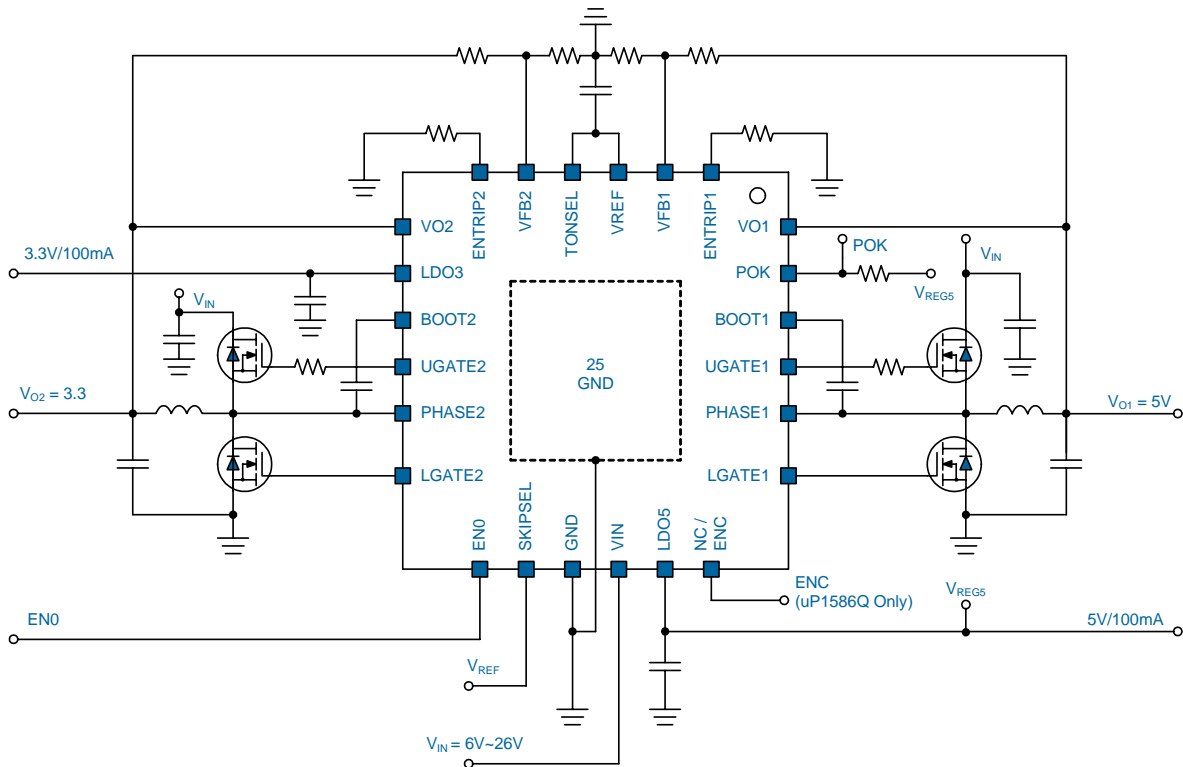 ENTRIP2
VFB2
TONSEL
VREF
VFB1
ENTRIP1
VO2
VO1
3.3V/100mA
LDO3
POK
POK
VIN
VREG5
VIN
BOOT2
BOOT1
UGATE2
25
GND
UGATE1
VO2 = 3.3
PHASE2
PHASE1
VO1 = 5V
LGATE2
LGATE1
EN0
SKIPSEL
GND
VIN
LDO5
NC /
ENC
ENC
(uP1586Q Only)
VREG5
EN0
5V/100mA
VREF
VIN = 6V~26V